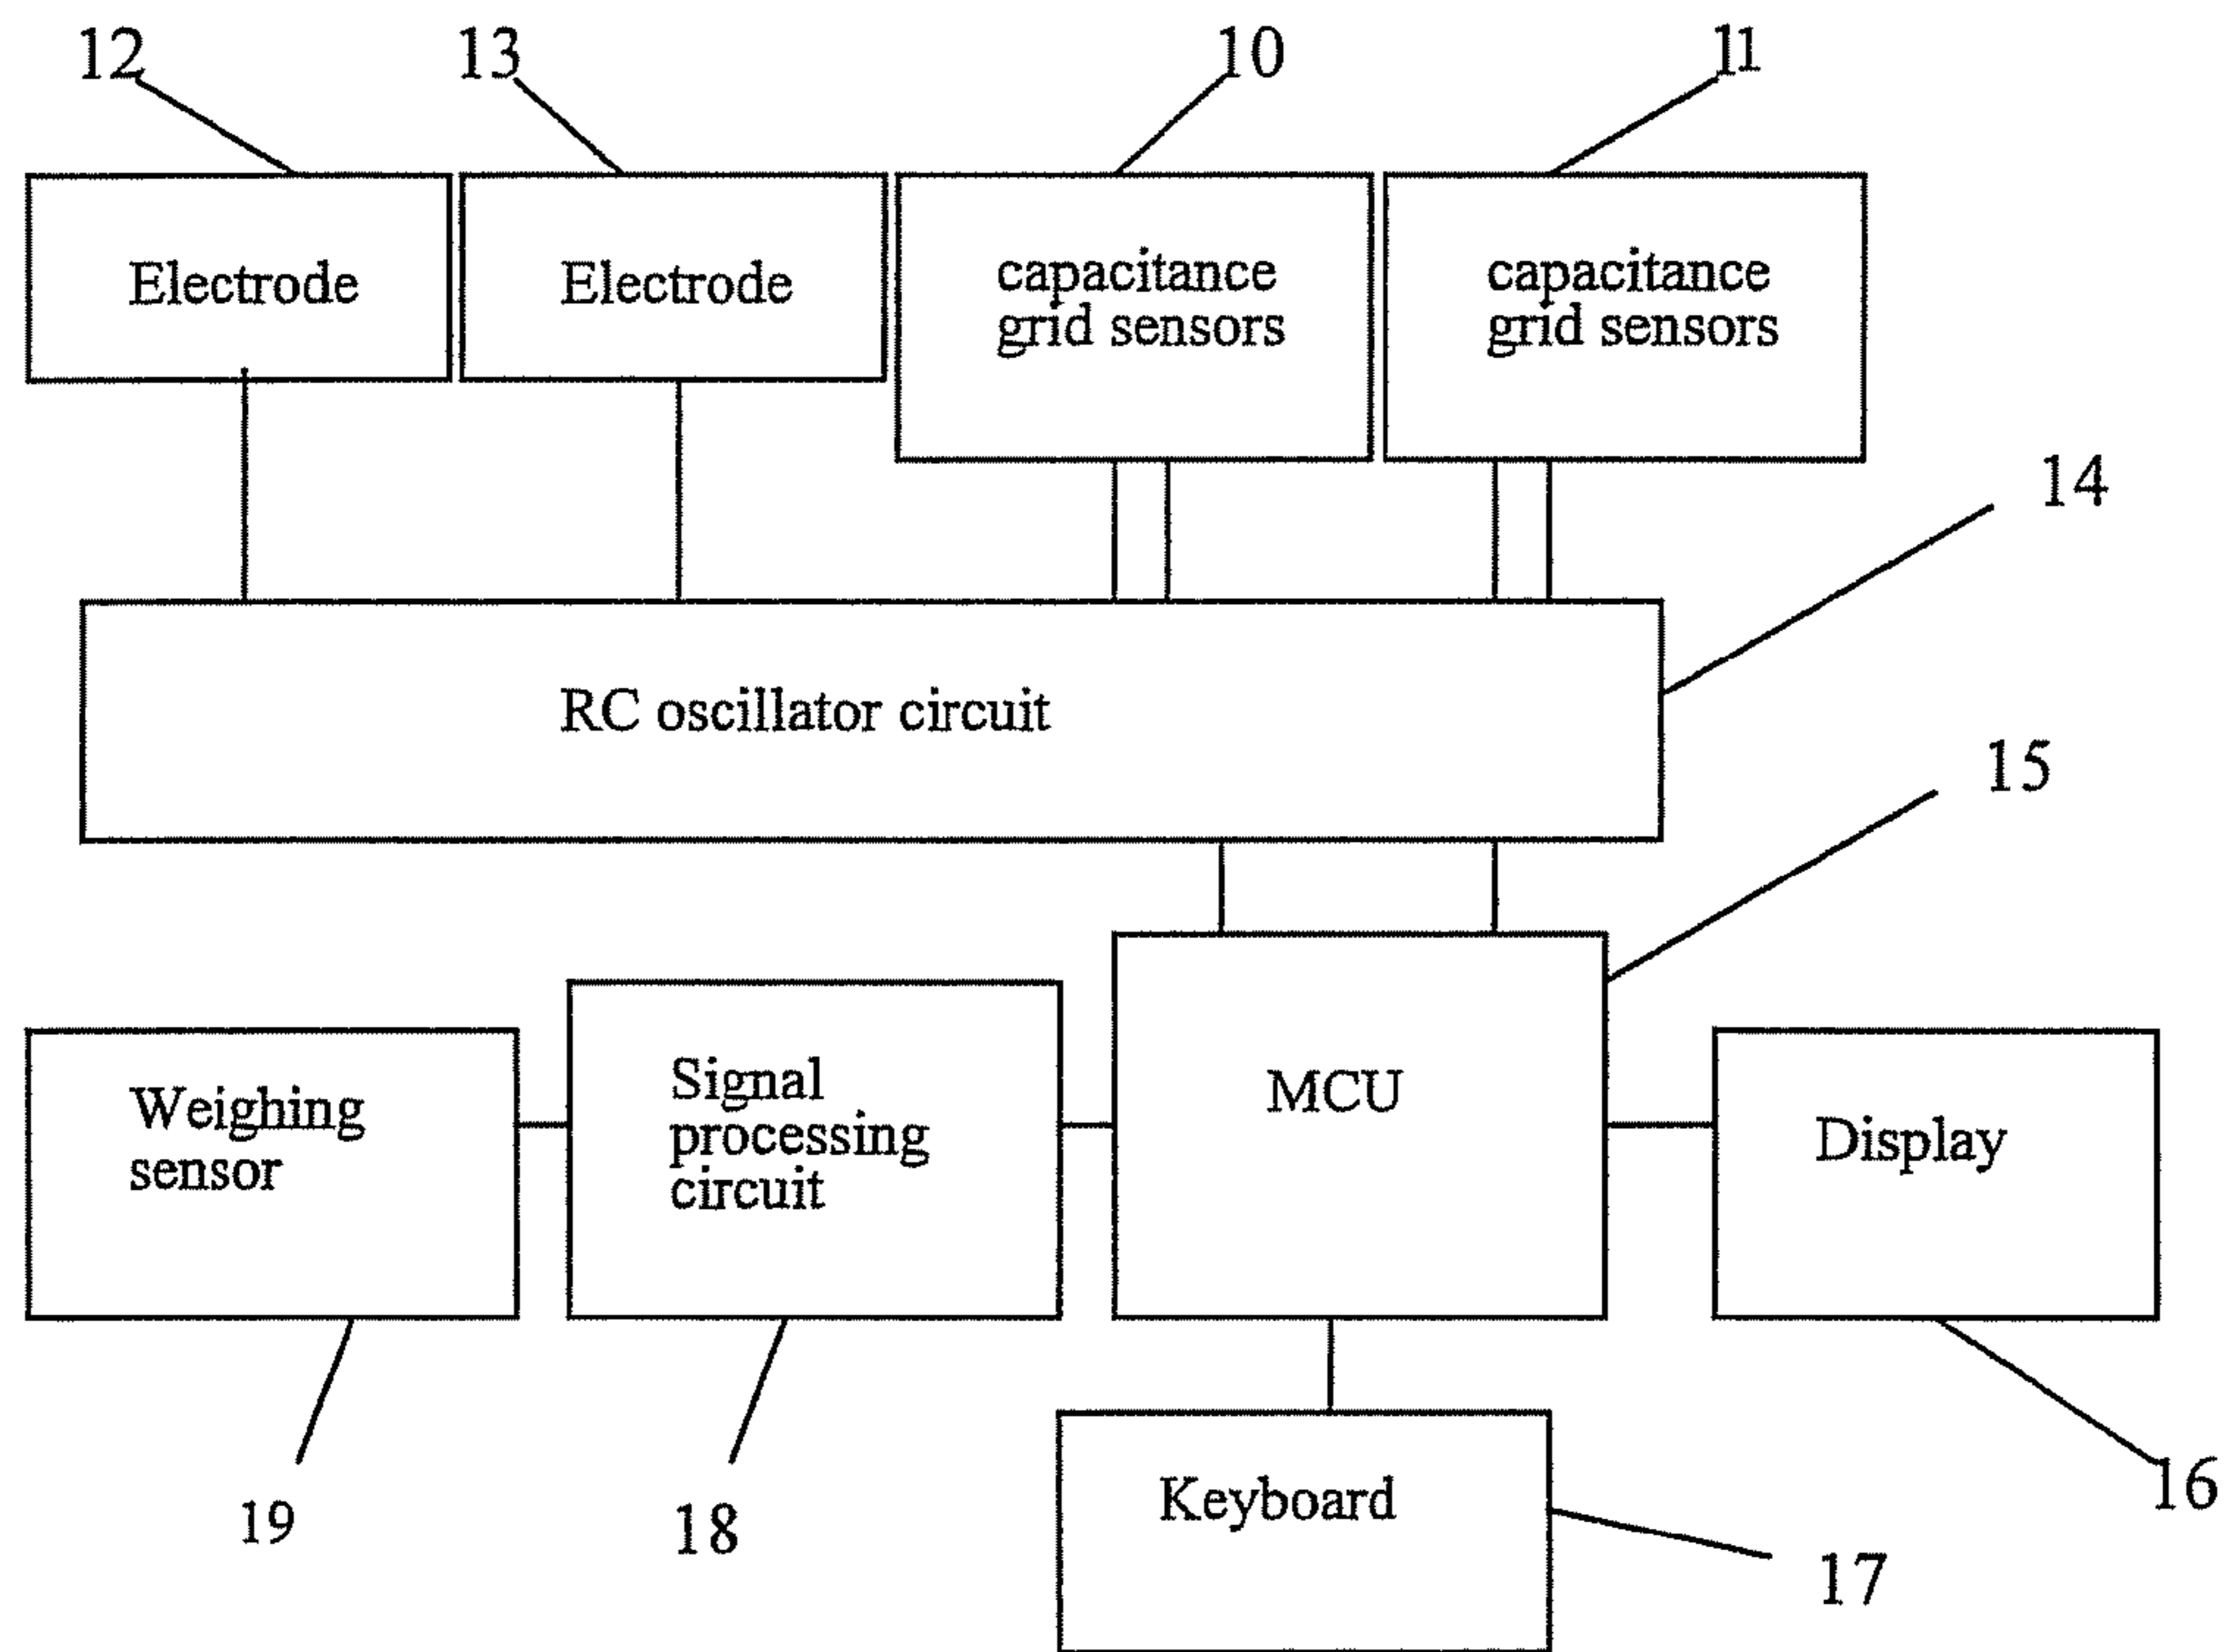 12
13
10
11
Electrode
Electrode
capacitance
grid sensors
capacitance
grid sensors
14
RC oscillator circuit
15
Weighing
sensor
Signal
processing
circuit
MCU
Display
19
18
Keyboard
16
17